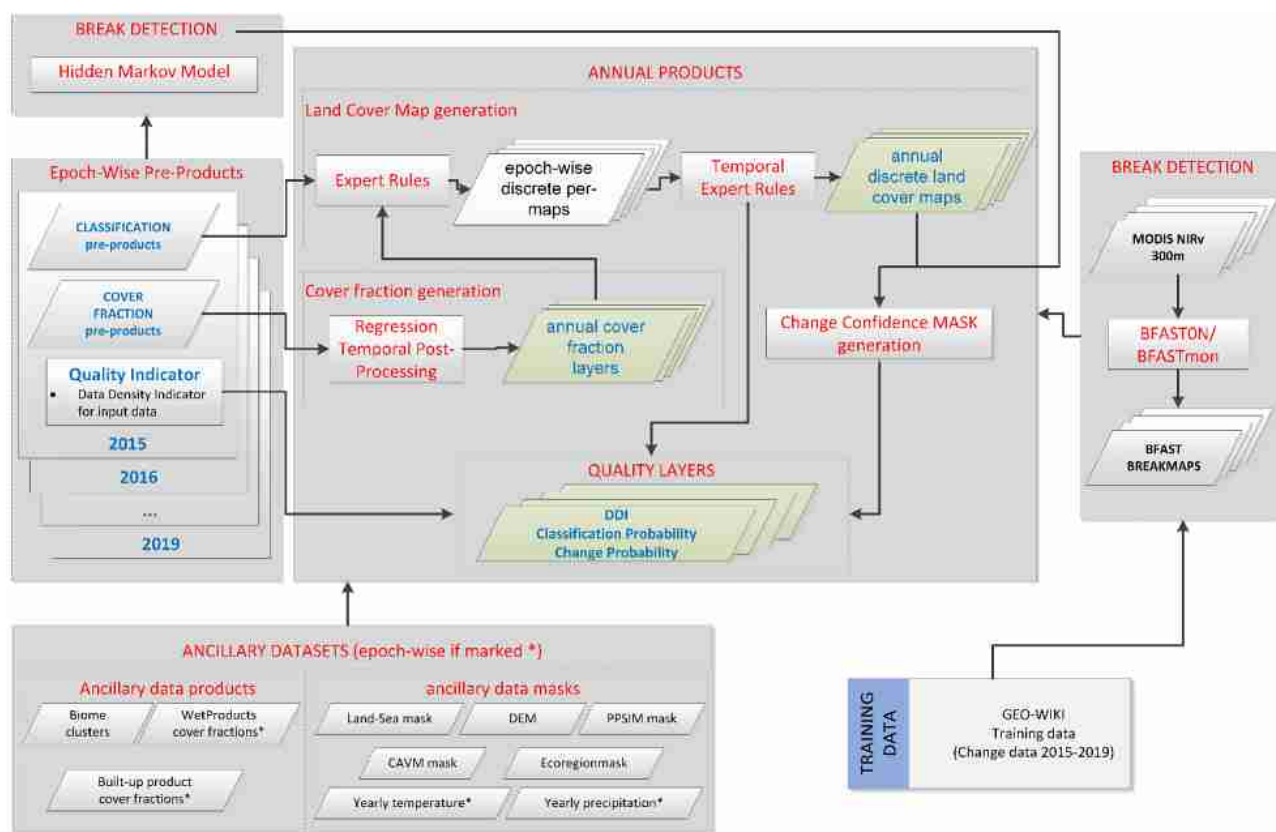 BREAK DETECTION
Hidden Markov Model
Epoch-Wise Pre-Products
CLASSIFICATION
pre-products
COVER
FRACTION
pre-products
Quality Indicator
• Data Density Indicator
for input data
2015
2016
...
2019
ANNUAL PRODUCTS
Land Cover Map generation
Expert Rules
epoch-wise
discrete per-
maps
Temporal
Expert Rules
annual
discrete land
cover maps
Cover fraction generation
Regression
Temporal Post-
Processing
annual cover
fraction
layers
Change Confidence MASK
generation
QUALITY LAYERS
DDI
Classification Probability
Change Probability
BREAK DETECTION
MODIS NIRv
300m
BFASTON/
BFASTmon
BFAST
BREAKMAPS
ANCILLARY DATASETS (epoch-wise if marked *)
Ancillary data products
Biome
clusters
WetProducts
cover fractions*
Built-up product
cover fractions*
ancillary data masks
Land-Sea mask
DEM
PPSIM mask
CAVM mask
Ecoregionmask
Yearly temperature*
Yearly precipitation*
TRAINING
DATA
GEO-WIKI
Training data
(Change data 2015-2019)